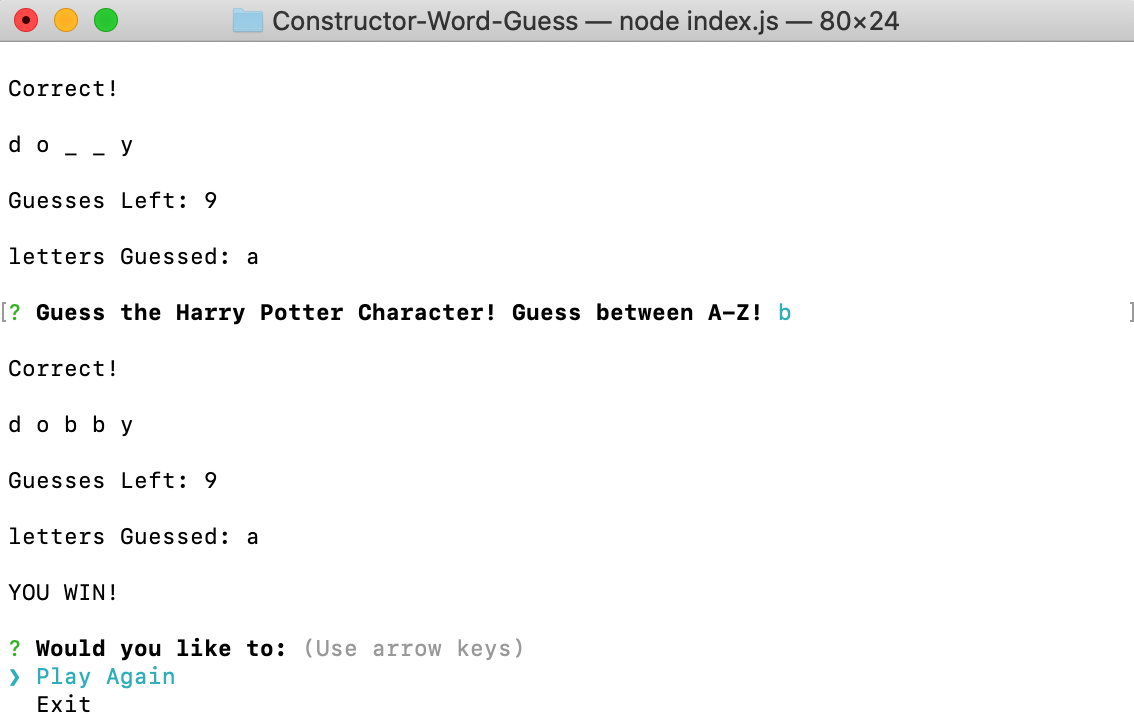 Constructor-Word-Guess — node index.js — 80×24
Correct!
d o _ _ y
Guesses Left: 9
letters Guessed: a
[? Guess the Harry Potter Character! Guess between A-Z! b ]
Correct!
d o b b y
Guesses Left: 9
letters Guessed: a
YOU WIN!
? Would you like to: (Use arrow keys)
❯ Play Again
Exit